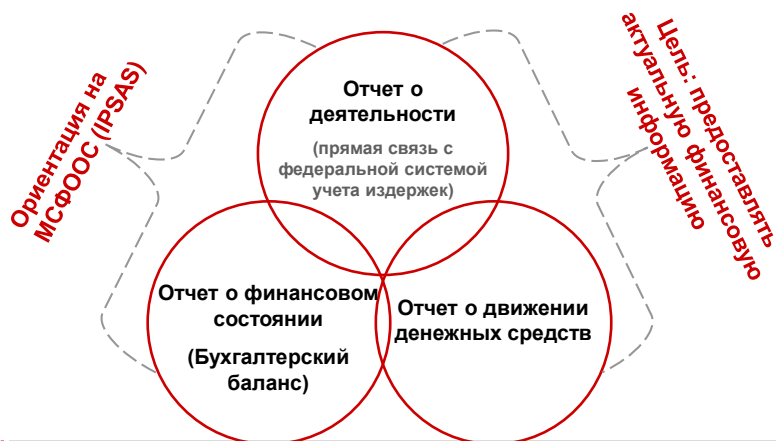 Ориентация на
МСФООС (IPSAS)
Отчет о
деятельности
(прямая связь с
федеральной системой
учета издержек)
Цель: предоставлять
актуальную финансовую
информацию
Отчет о финансовом
состоянии
(Бухгалтерский
баланс)
Отчет о движении
денежных средств